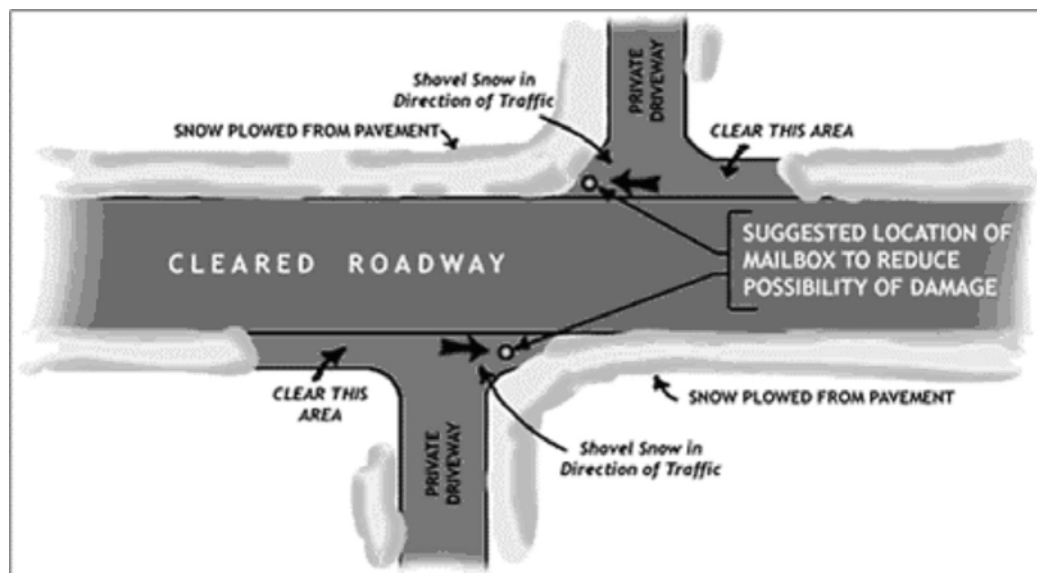 PRIVATE
DRIVEWAY
Shovel Snow in
Direction of Traffic
SNOW PLOWED FROM PAVEMENT
CLEAR THIS AREA
CLEARED ROADWAY
SUGGESTED LOCATION OF
MAILBOX TO REDUCE
POSSIBILITY OF DAMAGE
CLEAR THIS
AREA
SNOW PLOWED FROM PAVEMENT
Shovel Snow in
Direction of Traffic
PRIVATE
DRIVEWAY